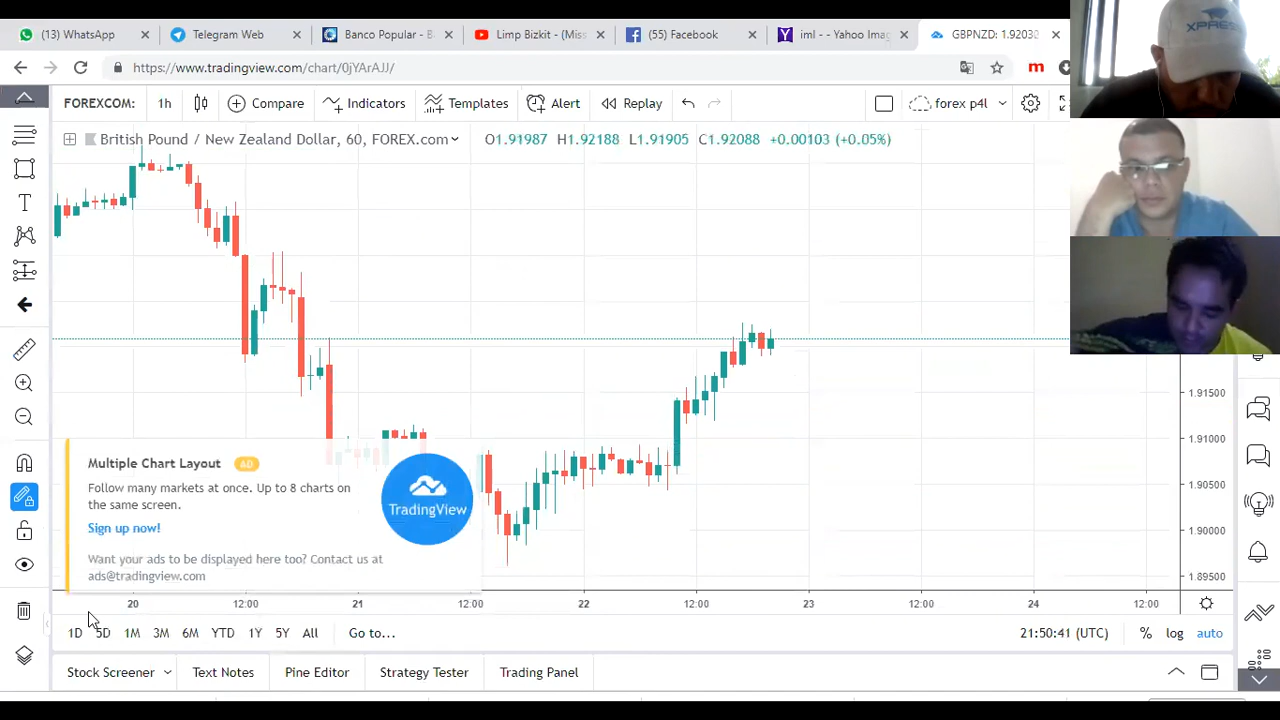 (13) WhatsApp
Telegram Web
Banco Popular - B
Limp Bizkit - (Miss
(55) Facebook
iml - - Yahoo Imag
GBPNZD: 1.92032
XPRESS
https://www.tradingview.com/chart/0jYArAJJ/
m
FOREXCOM:
1h
Compare
Indicators
Templates
Alert
Replay
forex p4l
British Pound / New Zealand Dollar, 60, FOREX.com
O1.91987 H1.92188 L1.91905 C1.92088 +0.00103 (+0.05%)
1.91500
1.91000
1.90500
1.90000
1.89500
Multiple Chart Layout AD
Follow many markets at once. Up to 8 charts on
the same screen.
Sign up now!
Want your ads to be displayed here too? Contact us at
ads@tradingview.com
TradingView
20 12:00 21 12:00 22 12:00 23 12:00 24 12:00
1D 5D 1M 3M 6M YTD 1Y 5Y All Go to... 21:50:41 (UTC) % log auto
Stock Screener
Text Notes
Pine Editor
Strategy Tester
Trading Panel